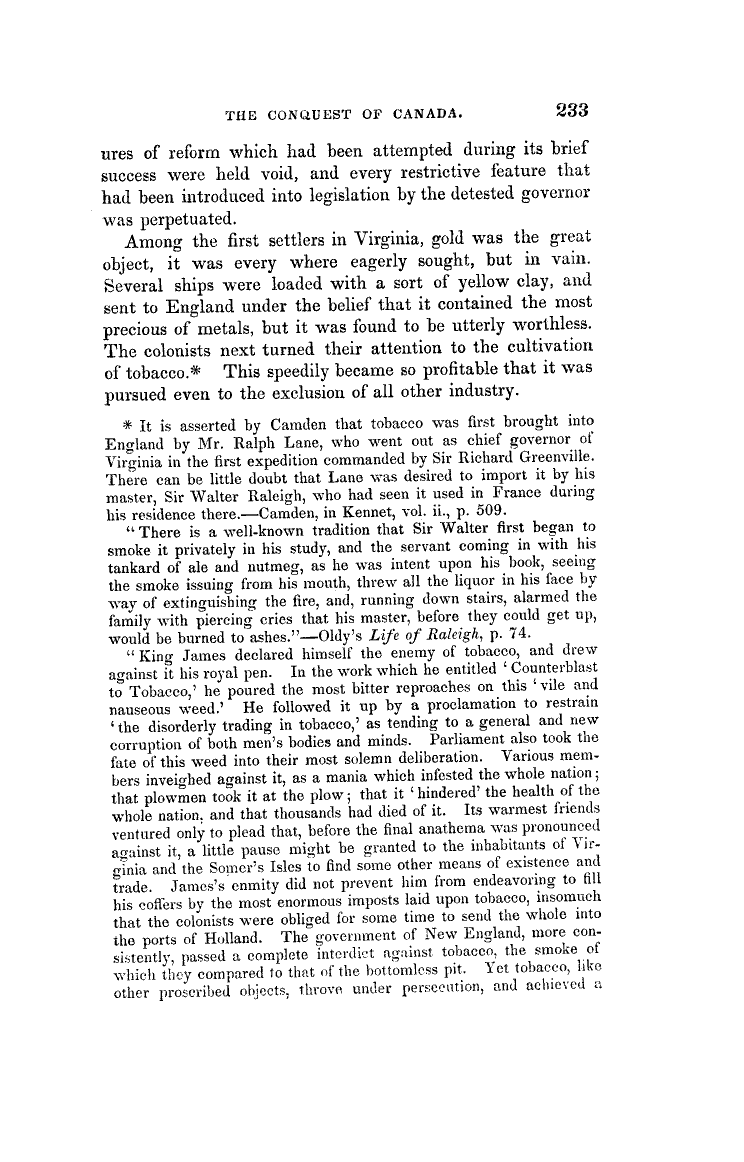 THE CONQUEST OF CANADA. 233
ures of reform which had been attempted during its brief
success were held void, and every restrictive feature that
had been introduced into legislation by the detested governor
was perpetuated.
Among the first settlers in Virginia, gold was the great
object, it was every where eagerly sought, but in vain.
Several ships were loaded with a sort of yellow clay, and
sent to England under the belief that it contained the most
precious of metals, but it was found to be utterly worthless.
The colonists next turned their attention to the cultivation
of tobacco.* This speedily became so profitable that it was
pursued even to the exclusion of all other industry.
* It is asserted by Camden that tobacco was first brought into
England by Mr. Ralph Lane, who went out as chief governor of
Virginia in the first expedition commanded by Sir Richard Greenville.
There can be little doubt that Lane was desired to import it by his
master, Sir Walter Raleigh, who had seen it used in France during
his residence there.—Camden, in Kennet, vol. ii., p. 509.
“There is a well-known tradition that Sir Walter first began to
smoke it privately in his study, and the servant coming in with his
tankard of ale and nutmeg, as he was intent upon his book, seeing
the smoke issuing from his mouth, threw all the liquor in his face by
way of extinguishing the fire, and, running down stairs, alarmed the
family with piercing cries that his master, before they could get up,
would be burned to ashes.”—Oldy's Life of Raleigh, p. 74.
“King James declared himself the enemy of tobacco, and drew
against it his royal pen. In the work which he entitled ‘Counterblast
to Tobacco,’ he poured the most bitter reproaches on this ‘vile and
nauseous weed.’ He followed it up by a proclamation to restrain
‘the disorderly trading in tobacco,’ as tending to a general and new
corruption of both men's bodies and minds. Parliament also took the
fate of this weed into their most solemn deliberation. Various mem-
bers inveighed against it, as a mania which infested the whole nation;
that plowmen took it at the plow; that it ‘hindered’ the health of the
whole nation, and that thousands had died of it. Its warmest friends
ventured only to plead that, before the final anathema was pronounced
against it, a little pause might be granted to the inhabitants of Vir-
ginia and the Somer's Isles to find some other means of existence and
trade. James's enmity did not prevent him from endeavoring to fill
his coffers by the most enormous imposts laid upon tobacco, insomuch
that the colonists were obliged for some time to send the whole into
the ports of Holland. The government of New England, more con-
sistently, passed a complete interdict against tobacco, the smoke of
which they compared to that of the bottomless pit. Yet tobacco, like
other proscribed objects, throve under persecution, and achieved a